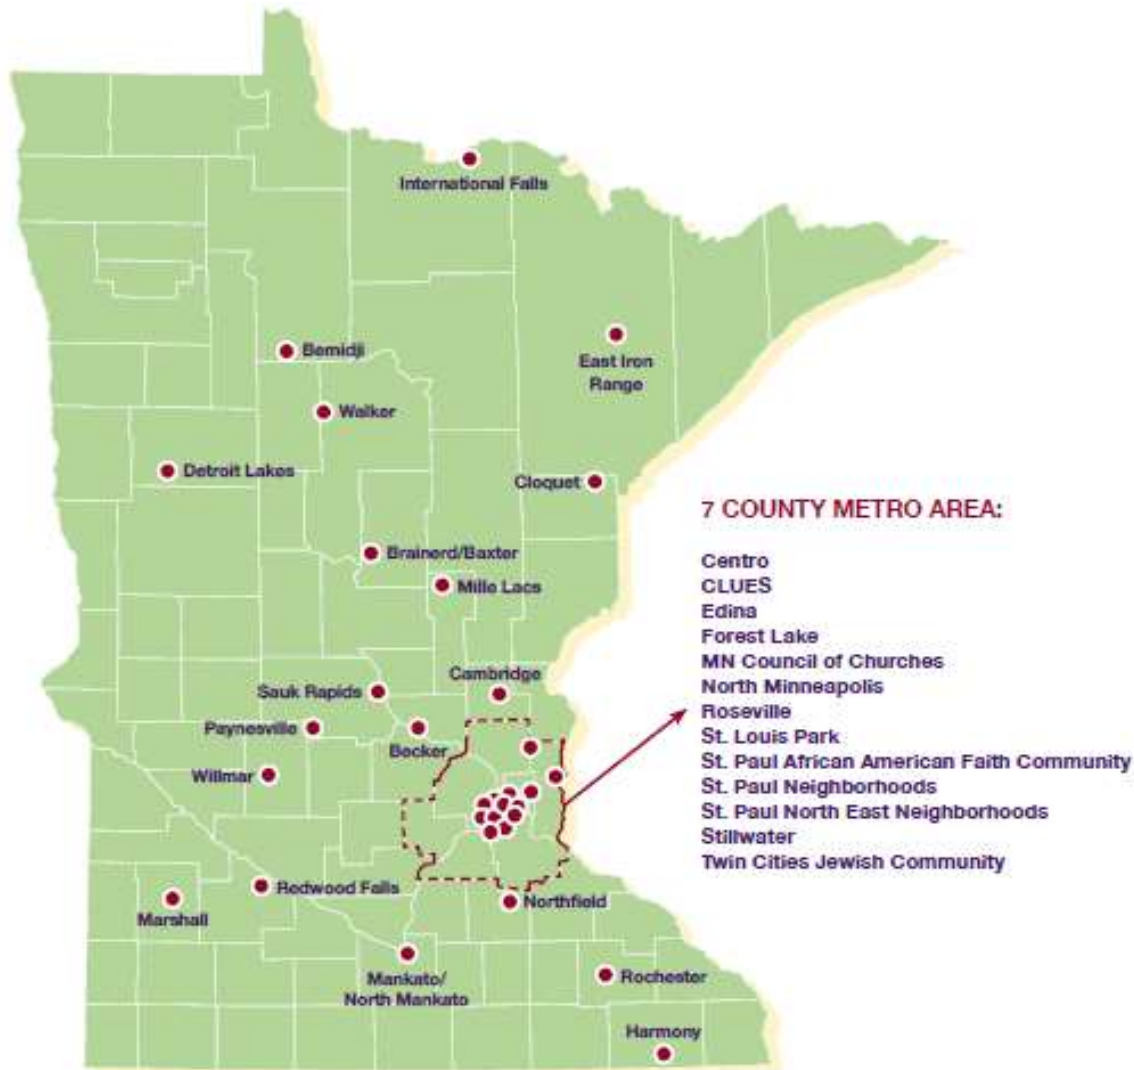 International Falls
Bemidji
East Iron
Range
Walker
Detroit Lakes
Cloquet
7 COUNTY METRO AREA:
Brainerd/Baxter
Centro
Mille Lacs
CLUES
Edina
Forest Lake
MN Council of Churches
Cambridge
North Minneapolis
Sauk Rapids
Roseville
Paynesville
St. Louis Park
Becker
St. Paul African American Faith Community
Willmar
St. Paul Neighborhoods
St. Paul North East Neighborhoods
Stillwater
Twin Cities Jewish Community
Redwood Falls
Northfield
Marshall
Mankato/
North Mankato
Rochester
Harmony